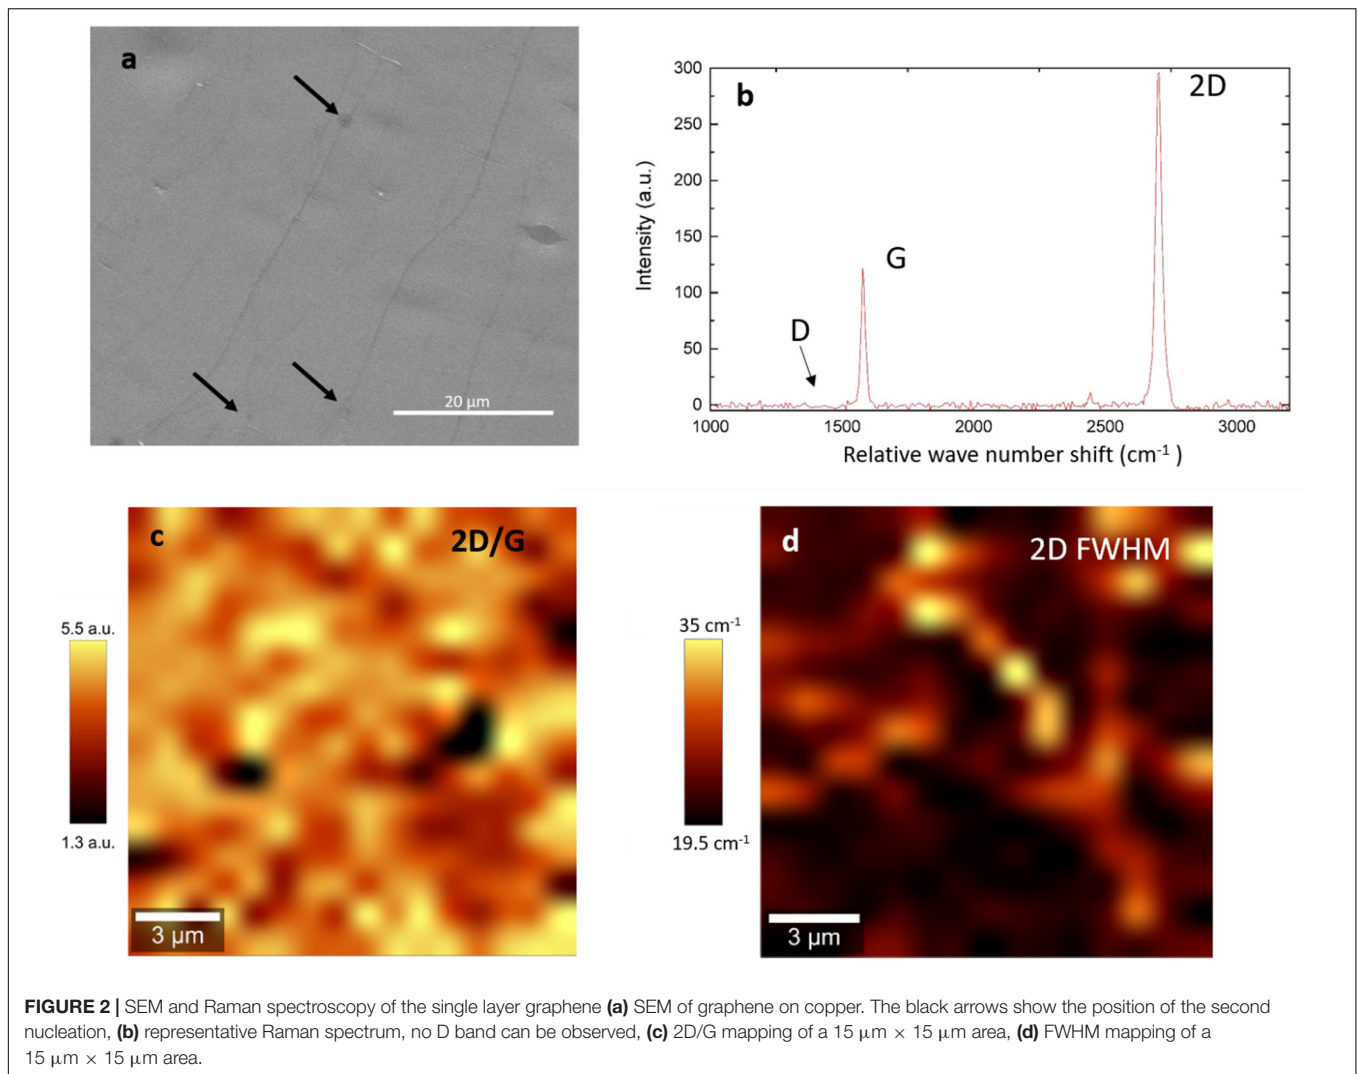 a
20 μm
b
2D
G
D
300
250
200
150
100
50
0
Intensity (a.u.)
1000 1500 2000 2500 3000
Relative wave number shift (cm⁻¹ )
c 2D/G
5.5 a.u.
1.3 a.u.
3 μm
d 2D FWHM
35 cm⁻¹
19.5 cm⁻¹
3 μm
FIGURE 2 | SEM and Raman spectroscopy of the single layer graphene (a) SEM of graphene on copper. The black arrows show the position of the second
nucleation, (b) representative Raman spectrum, no D band can be observed, (c) 2D/G mapping of a 15 μm × 15 μm area, (d) FWHM mapping of a
15 μm × 15 μm area.